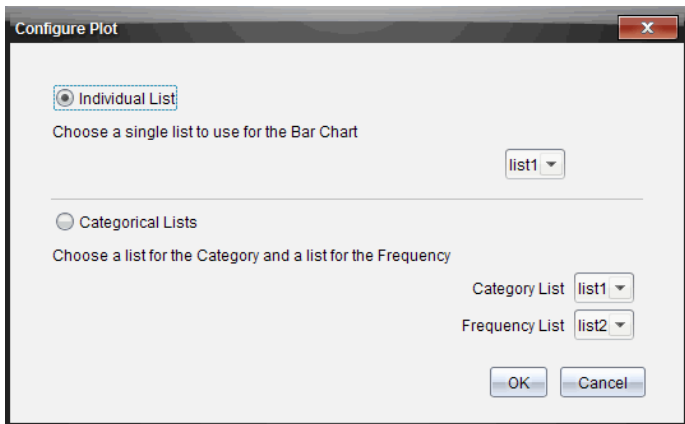 Configure Plot
Individual List
Choose a single list to use for the Bar Chart
list1
Categorical Lists
Choose a list for the Category and a list for the Frequency
Category List list1
Frequency List list2
OK Cancel